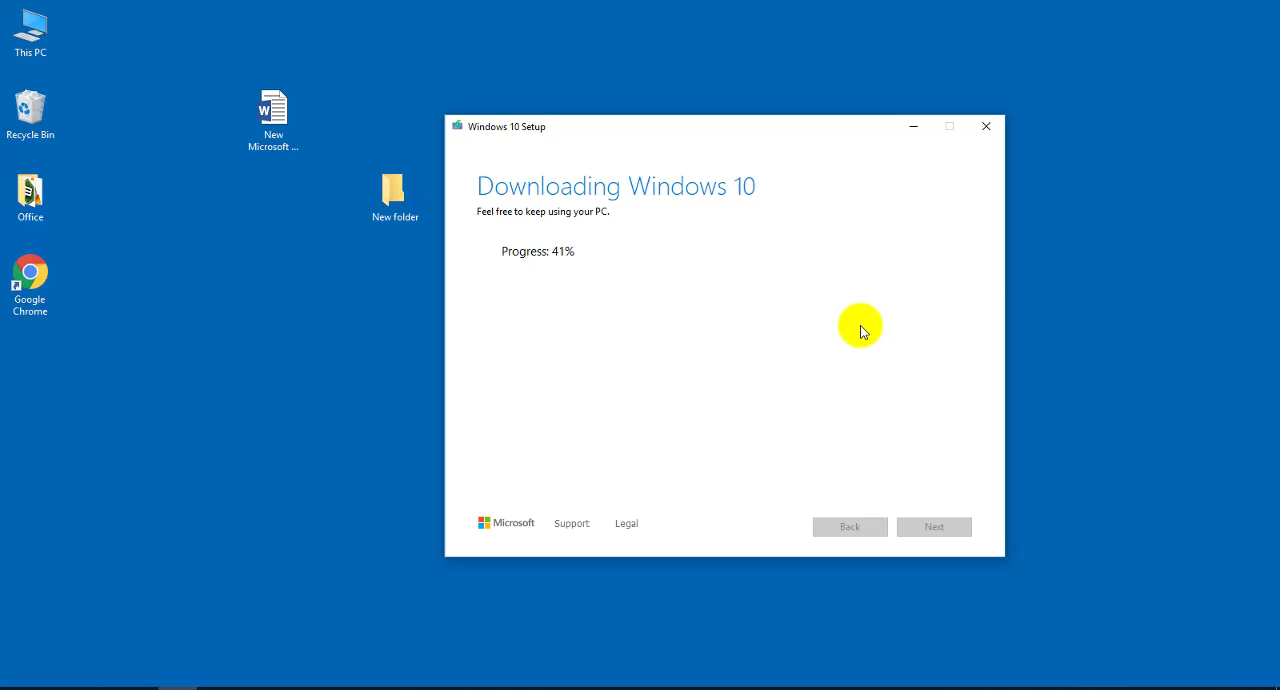 This PC
Recycle Bin
Office
Google
Chrome
W
New
Microsoft ...
New folder
Windows 10 Setup
Downloading Windows 10
Feel free to keep using your PC.
Progress: 41%
Microsoft
Support
Legal
Back
Next